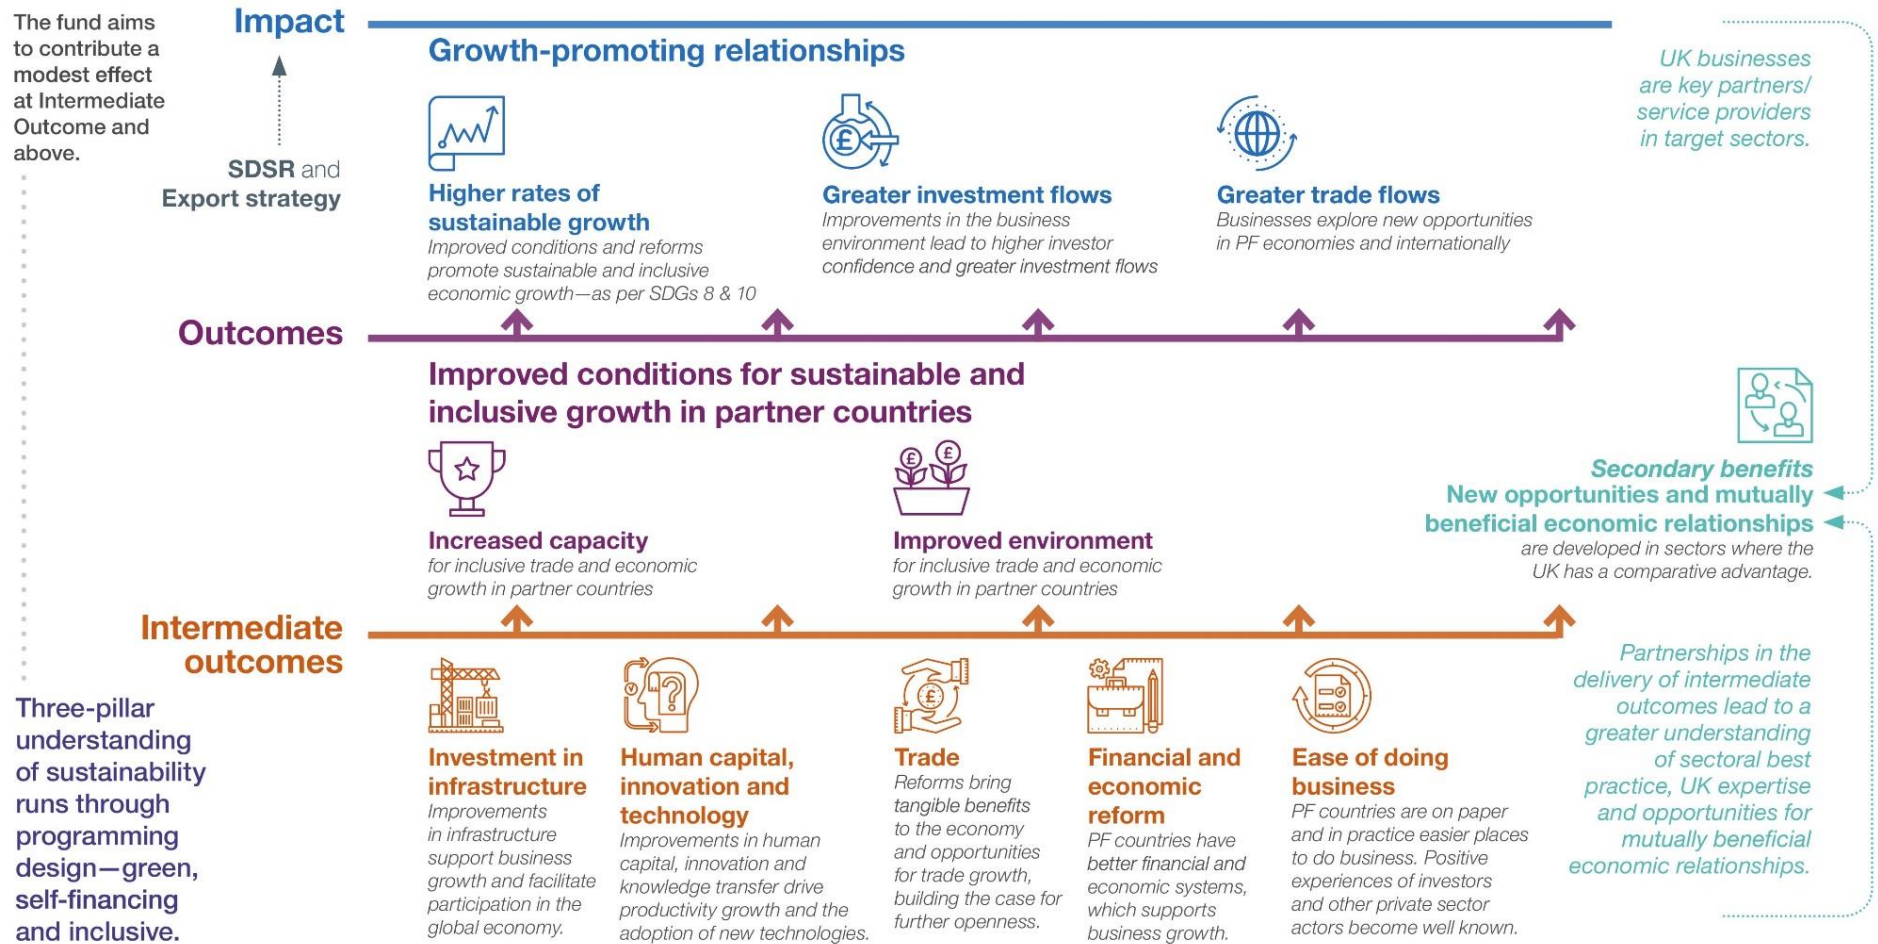 The fund aims
to contribute a
modest effect
at Intermediate
Outcome and
above.
Impact
SDSR and
Export strategy
Growth-promoting relationships
Higher rates of
sustainable growth
Improved conditions and reforms
promote sustainable and inclusive
economic growth—as per SDGs 8 & 10
£
Greater investment flows
Improvements in the business
environment lead to higher investor
confidence and greater investment flows
Greater trade flows
Businesses explore new opportunities
in PF economies and internationally
UK businesses
are key partners/
service providers
in target sectors.
Outcomes
Improved conditions for sustainable and
inclusive growth in partner countries
Increased capacity
for inclusive trade and economic
growth in partner countries
£ £
Improved environment
for inclusive trade and economic
growth in partner countries
Secondary benefits
New opportunities and mutually
beneficial economic relationships
are developed in sectors where the
UK has a comparative advantage.
Intermediate
outcomes
Investment in
infrastructure
Improvements
in infrastructure
support business
growth and facilitate
participation in the
global economy.
?
Human capital,
innovation and
technology
Improvements in human
capital, innovation and
knowledge transfer drive
productivity growth and the
adoption of new technologies.
£
Trade
Reforms bring
tangible benefits
to the economy
and opportunities
for trade growth,
building the case for
further openness.
Financial and
economic
reform
PF countries have
better financial and
economic systems,
which supports
business growth.
Ease of doing
business
PF countries are on paper
and in practice easier places
to do business. Positive
experiences of investors
and other private sector
actors become well known.
Partnerships in the
delivery of intermediate
outcomes lead to a
greater understanding
of sectoral best
practice, UK expertise
and opportunities for
mutually beneficial
economic relationships.
Three-pillar
understanding
of sustainability
runs through
programming
design—green,
self-financing
and inclusive.